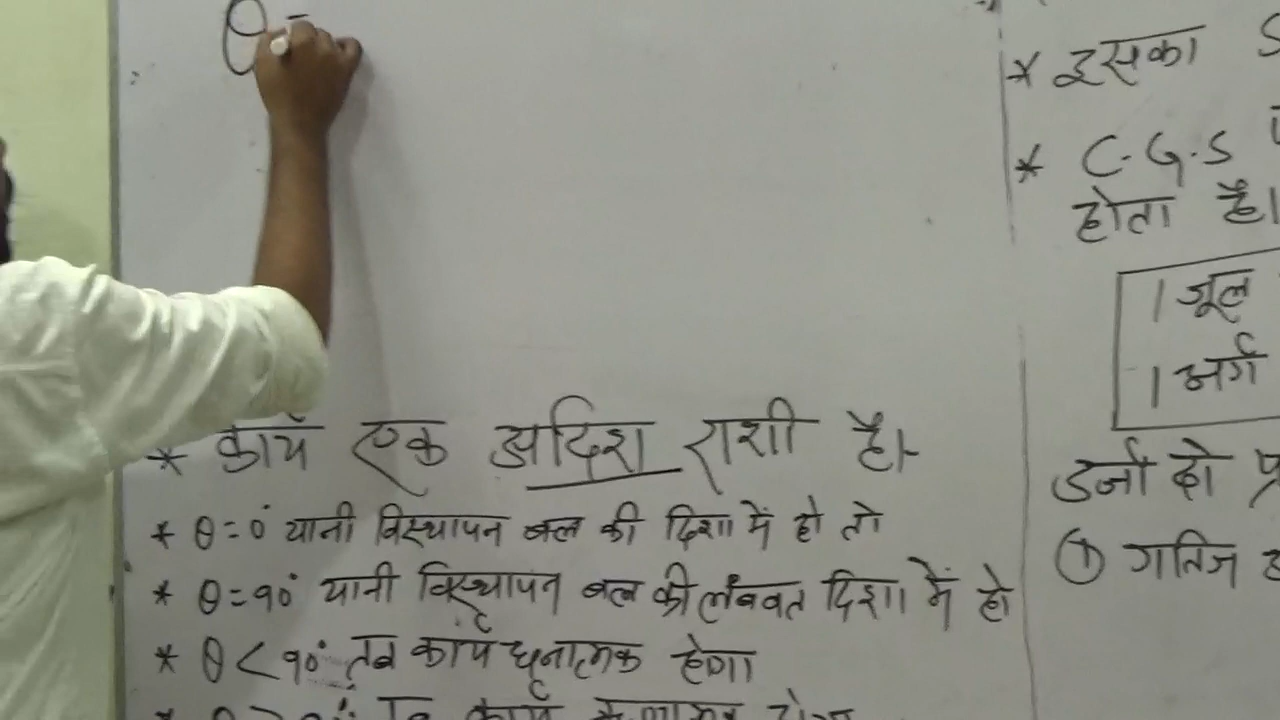 θ =
* कार्य एक अदिश राशी है।
* θ = 0° यानी विस्थापन बल की दिशा में हो तो
* θ = 90° यानी विस्थापन बल की लंबवत दिशा में हो
* θ < 90° तब कार्य धनात्मक होगा
* इसका
* C.G.S
होता है।
1 जूल
1 अर्ग
उर्जा दो
① गतिज